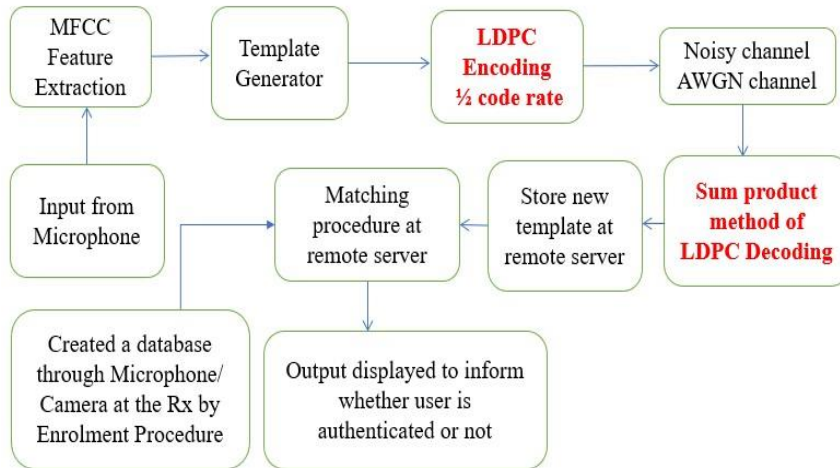 MFCC
Feature
Extraction
Template
Generator
LDPC
Encoding
½ code rate
Noisy channel
AWGN channel
Input from
Microphone
Matching
procedure at
remote server
Store new
template at
remote server
Sum product
method of
LDPC Decoding
Created a database
through Microphone/
Camera at the Rx by
Enrolment Procedure
Output displayed to inform
whether user is
authenticated or not